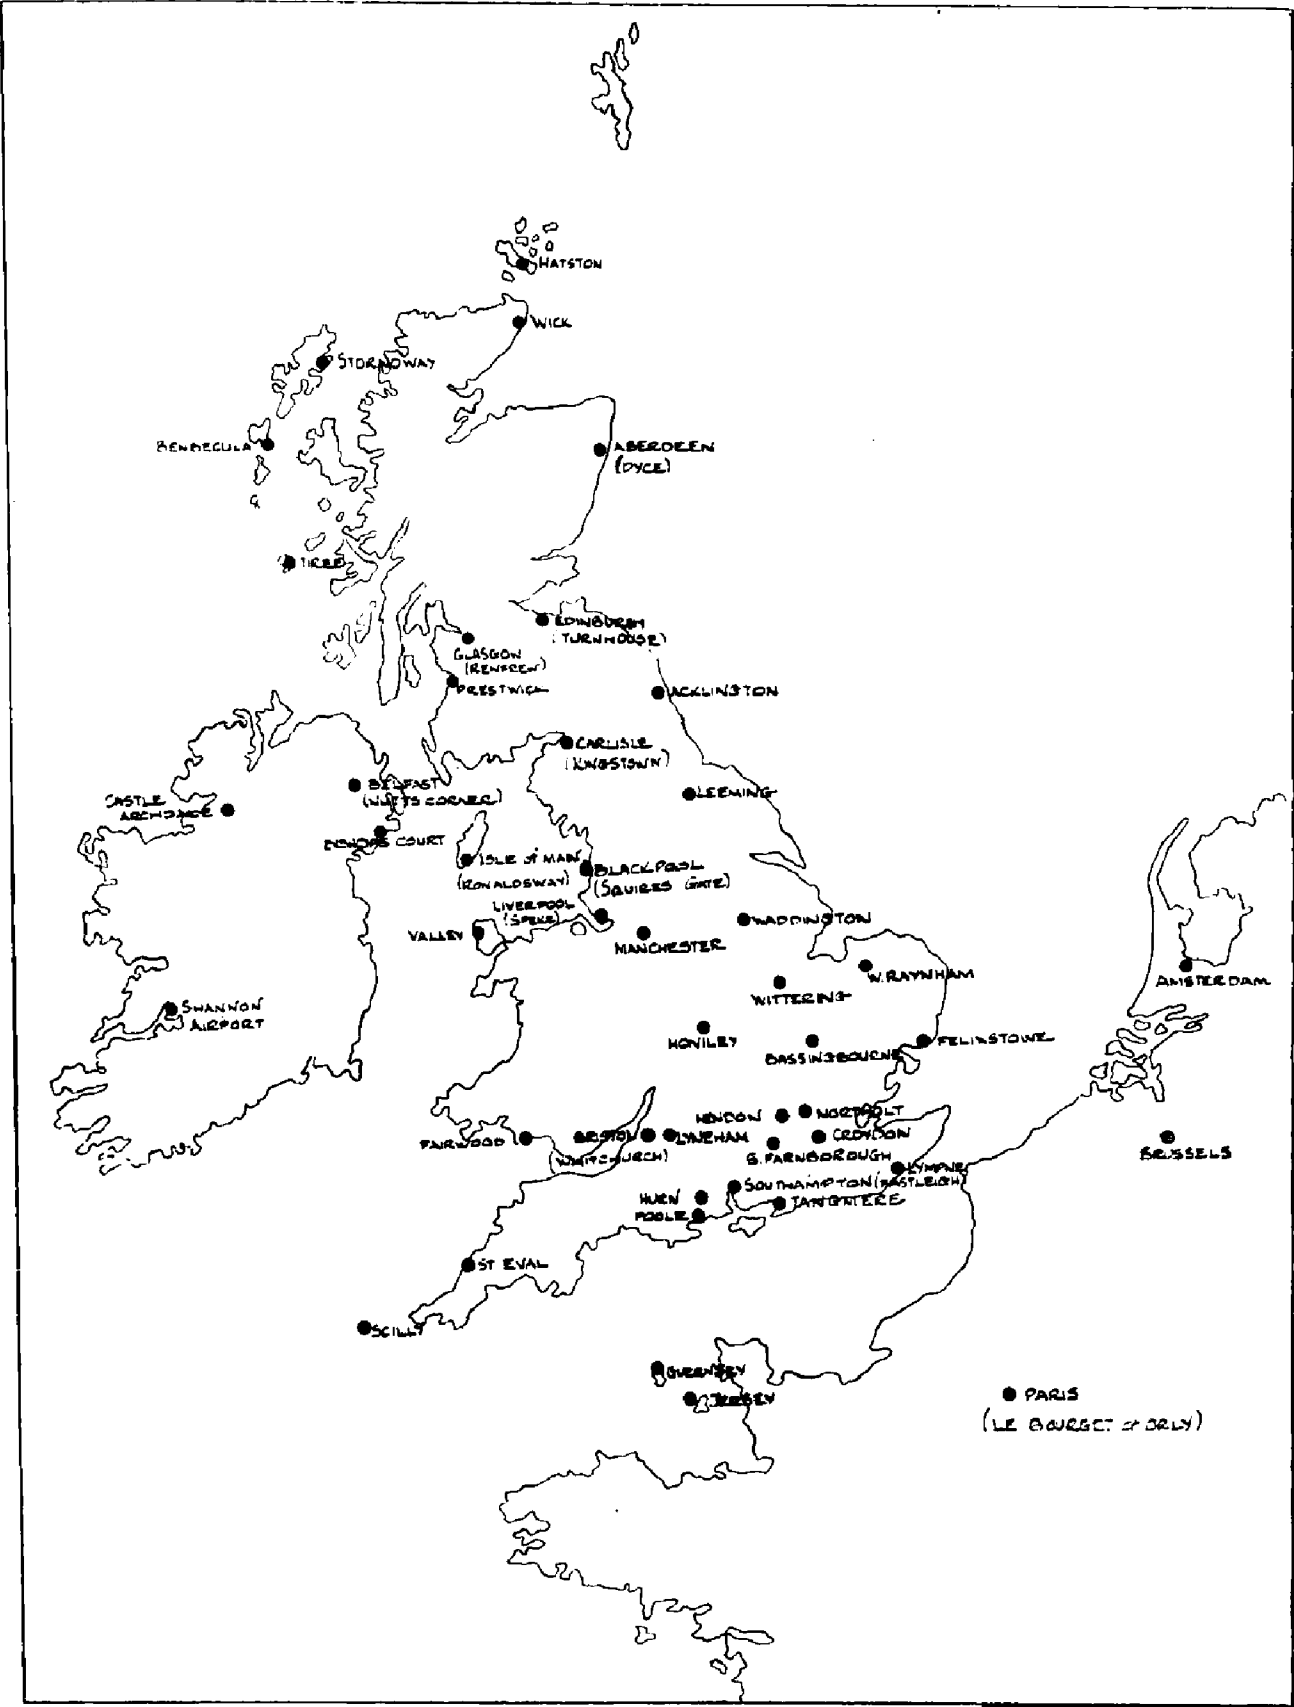 HATSTON
WICK
STORNOWAY
BENBECULA
ABERDEEN
(DYCE)
TIREE
EDINBURGH
(TURNHOUSE)
GLASGOW
(RENFREW)
PRESTWICK
ACKLINGTON
CARLISLE
(KINGSTOWN)
BELFAST
(NUTTS CORNER)
LEEMING
CASTLE
ARCHDALE
BISHOPS COURT
ISLE of MAN
(RONALDSWAY)
BLACKPOOL
(SQUIRES GATE)
LIVERPOOL
(SPEKE)
VALLEY
MANCHESTER
WADDINGTON
W. RAYNHAM
WITTERING
AMSTERDAM
SHANNON
AIRPORT
HONILEY
BASSINGBOURNE
FELIXSTOWE
HENDON
NORTHOLT
FAIRWOOD
BRISTOL
(WHITCHURCH)
LYNEHAM
CROYDON
S. FARNBOROUGH
BRUSSELS
LYMPNE
SOUTHAMPTON (EASTLEIGH)
HURN
POOLE
TANGMERE
ST EVAL
SCILLY
GUERNSEY
JERSEY
PARIS
(LE BOURGET & ORLY)